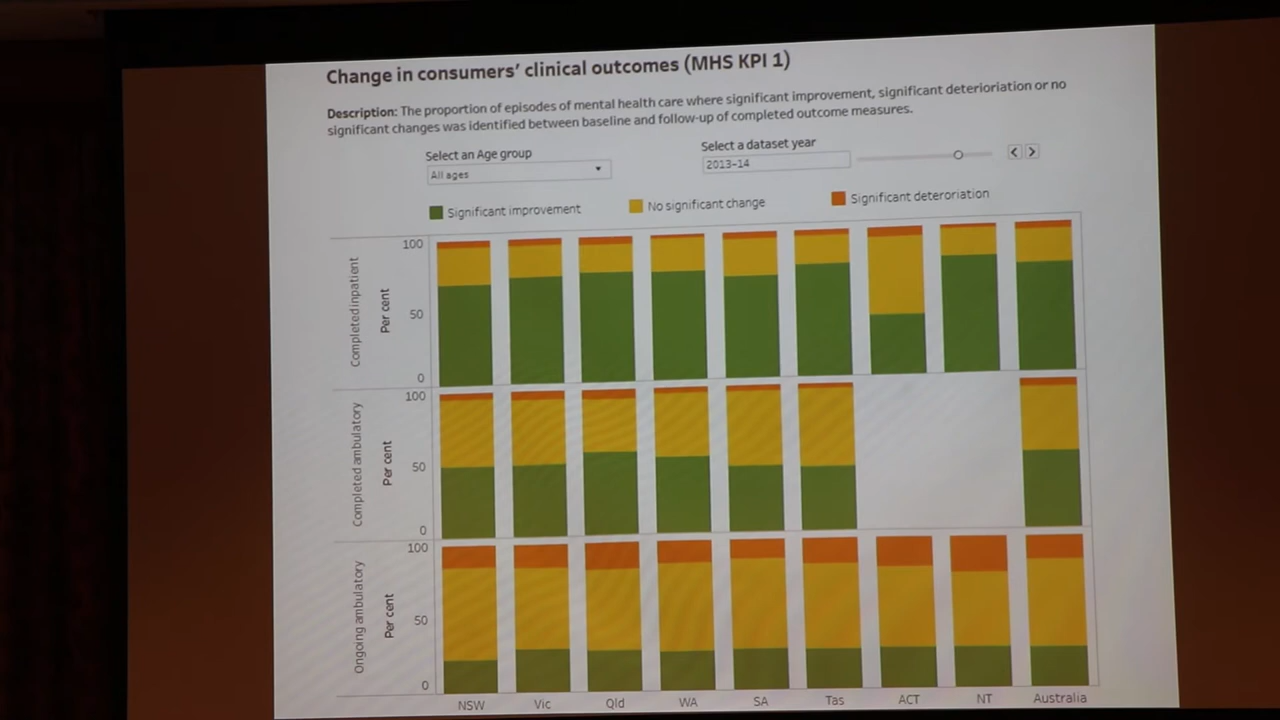 Change in consumers' clinical outcomes (MHS KPI 1)
Description: The proportion of episodes of mental health care where significant improvement, significant deterioriation or no
significant changes was identified between baseline and follow-up of completed outcome measures.
Select an Age group
All ages
Select a dataset year
2013-14
Significant improvement
No significant change
Significant deteroriation
Completed inpatient
Per cent
100
50
0
Completed ambulatory
Per cent
100
50
0
Ongoing ambulatory
Per cent
100
50
0
NSW Vic Qld WA SA Tas ACT NT Australia